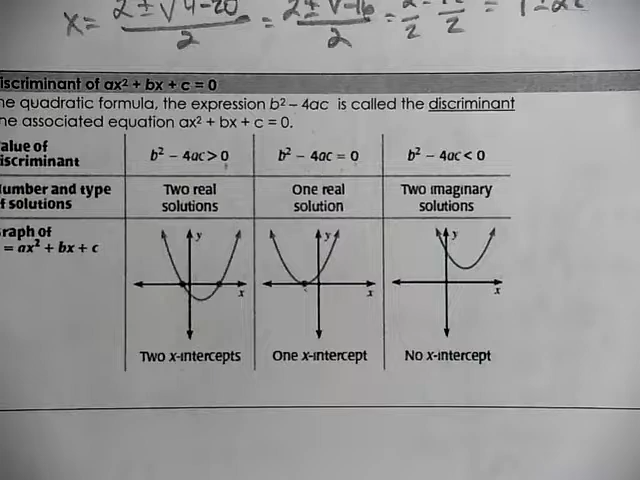 x = 2 ± √4-20 / 2 = 2 ± √-16 / 2 =
iscriminant of ax² + bx + c = 0
he quadratic formula, the expression b² – 4ac is called the discriminant
he associated equation ax² + bx + c = 0.
alue of iscriminant
b² – 4ac > 0
b² – 4ac = 0
b² – 4ac < 0
umber and type
f solutions
Two real
solutions
One real
solution
Two imaginary
solutions
raph of
= ax² + bx + c
y
x
y
x
y
x
Two x-intercepts
One x-intercept
No x-intercept